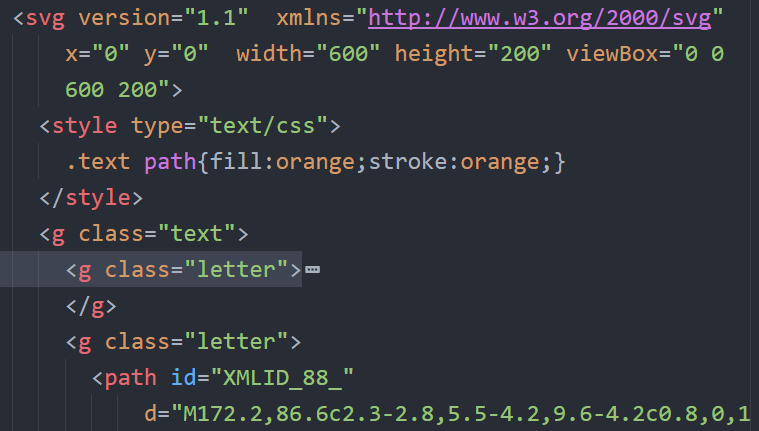 <svg version="1.1"  xmlns="http://www.w3.org/2000/svg"
x="0" y="0"  width="600" height="200" viewBox="0 0
600 200">
<style type="text/css">
.text path{fill:orange;stroke:orange;}
</style>
<g class="text">
<g class="letter">⋯
</g>
<g class="letter">
<path id="XMLID_88_"
d="M172.2,86.6c2.3-2.8,5.5-4.2,9.6-4.2c0.8,0,1